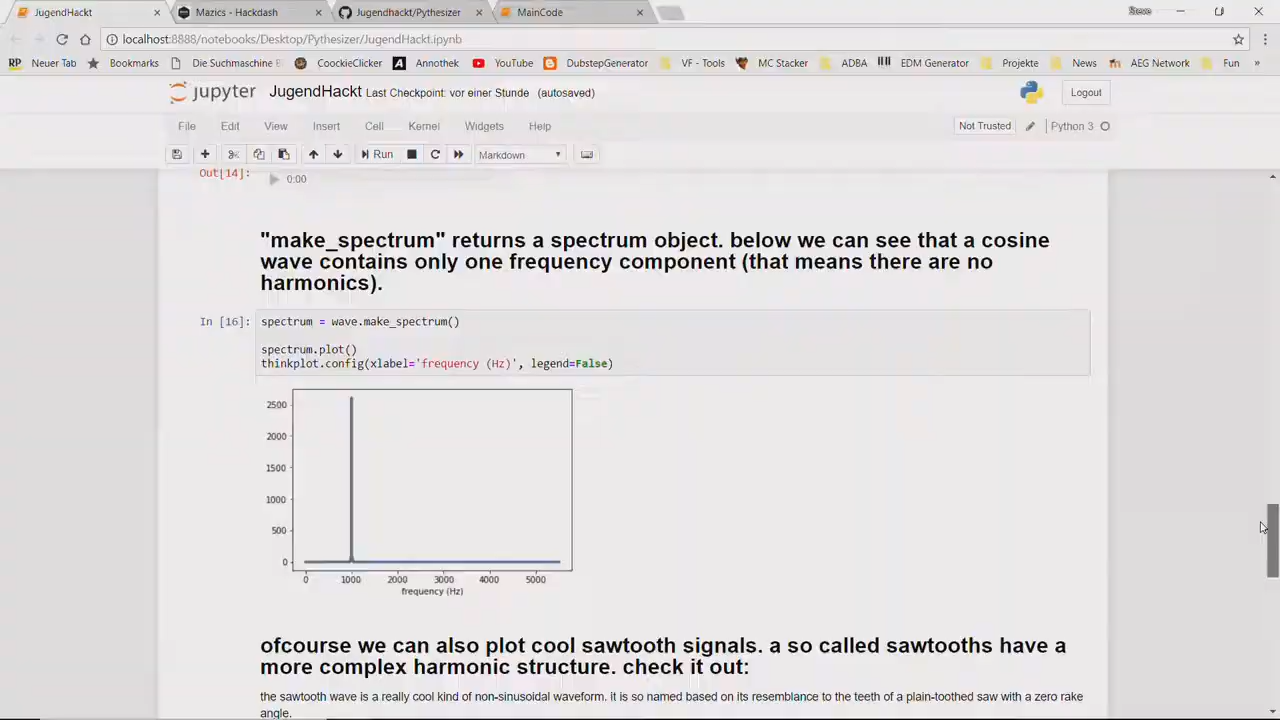 JugendHackt
Mazics - Hackdash
Jugendhackt/Pythesizer
MainCode
Steve
localhost:8888/notebooks/Desktop/Pythesizer/JugendHackt.ipynb
RP Neuer Tab
Bookmarks
Die Suchmaschine
CoockieClicker
A Annothek
YouTube
DubstepGenerator
VF - Tools
MC Stacker
ADBA
EDM Generator
Projekte
News
AEG Network
Fun
»
jupyter JugendHackt Last Checkpoint: vor einer Stunde (autosaved)
Logout
File Edit View Insert Cell Kernel Widgets Help
Not Trusted
Python 3
Run
Markdown
Out[14]:
0:00
"make_spectrum" returns a spectrum object. below we can see that a cosine
wave contains only one frequency component (that means there are no
harmonics).
In [16]: spectrum = wave.make_spectrum()
spectrum.plot()
thinkplot.config(xlabel='frequency (Hz)', legend=False)
2500
2000
1500
1000
500
0
0 1000 2000 3000 4000 5000
frequency (Hz)
ofcourse we can also plot cool sawtooth signals. a so called sawtooths have a
more complex harmonic structure. check it out:
the sawtooth wave is a really cool kind of non-sinusoidal waveform. it is so named based on its resemblance to the teeth of a plain-toothed saw with a zero rake
angle.